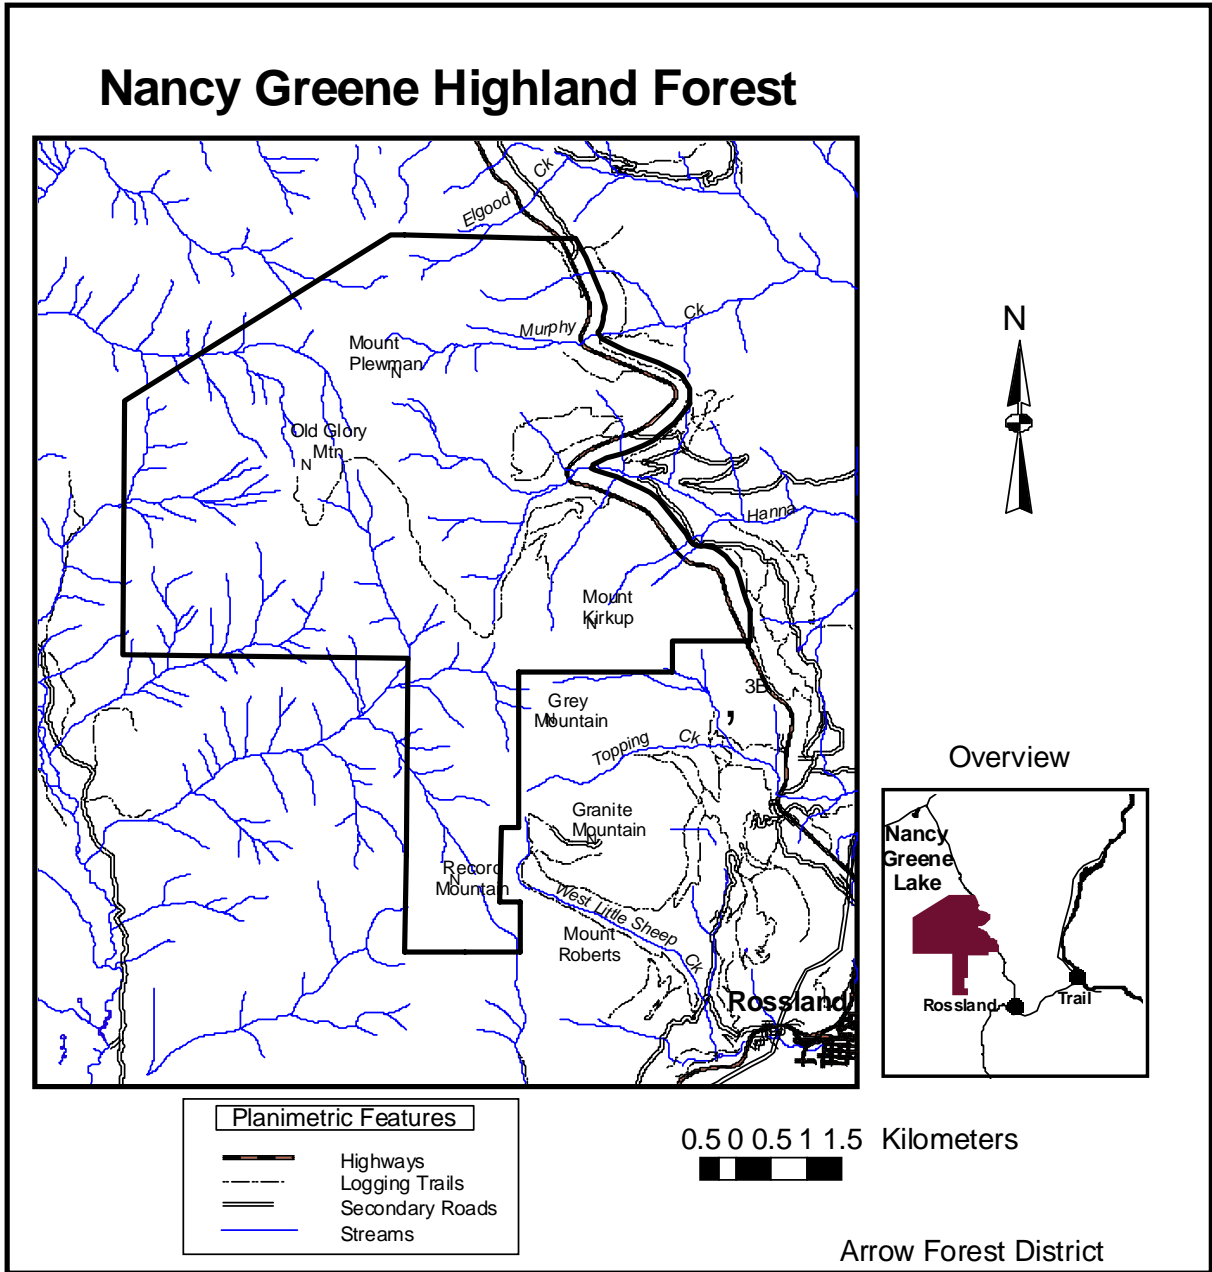 Nancy Greene Highland Forest
Elgood Ck
Murphy Ck
Mount
Plewman
N
Old Glory
Mtn
N
Hanna
Mount
Kirkup
N
3B
,
Grey
Mountain
N
Topping Ck
Granite
Mountain
N
Record
Mountain
N
West Little Sheep Ck
Mount
Roberts
Rossland
N
Overview
Nancy
Greene
Lake
Rossland
Trail
Planimetric Features
Highways
Logging Trails
Secondary Roads
Streams
0.5 0 0.5 1 1.5 Kilometers
Arrow Forest District